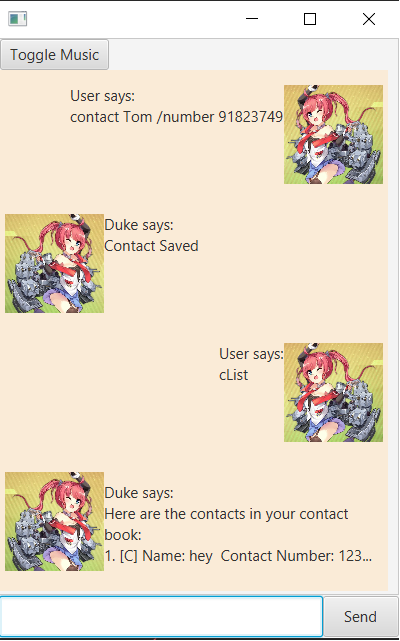 Toggle Music
User says:
contact Tom /number 91823749
Duke says:
Contact Saved
User says:
cList
Duke says:
Here are the contacts in your contact
book:
1. [C] Name: hey  Contact Number: 123...
Send